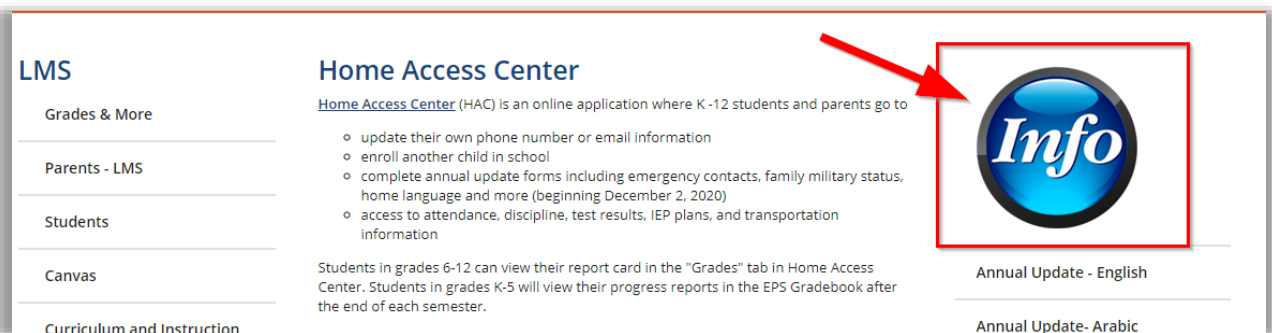 LMS
Grades & More
Parents - LMS
Students
Canvas
Curriculum and Instruction
Home Access Center
Home Access Center (HAC) is an online application where K -12 students and parents go to
update their own phone number or email information
enroll another child in school
complete annual update forms including emergency contacts, family military status,
home language and more (beginning December 2, 2020)
access to attendance, discipline, test results, IEP plans, and transportation
information
Students in grades 6-12 can view their report card in the "Grades" tab in Home Access
Center. Students in grades K-5 will view their progress reports in the EPS Gradebook after
the end of each semester.
Info
Annual Update - English
Annual Update- Arabic